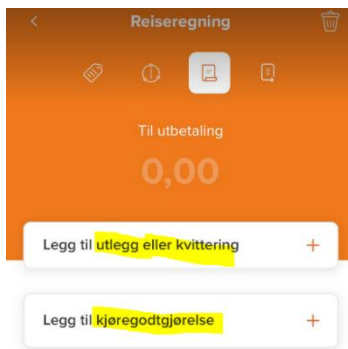 Reiseregning
Til utbetaling
0,00
Legg til utlegg eller kvittering
Legg til kjøregodtgjørelse